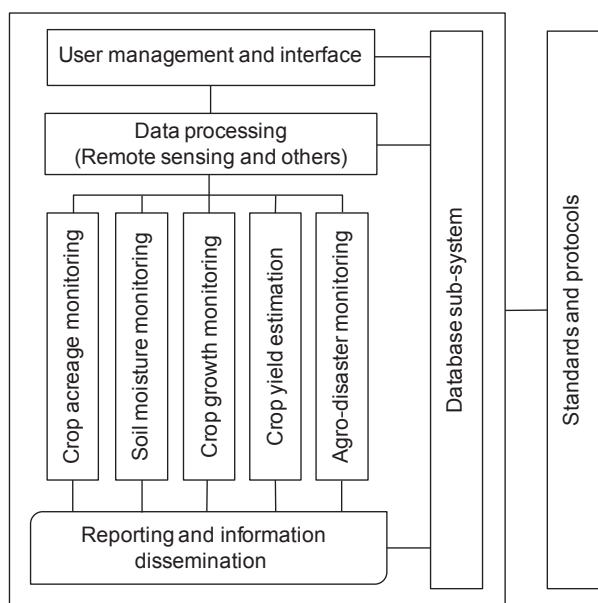 User management and interface
Data processing
(Remote sensing and others)
Crop acreage monitoring
Soil moisture monitoring
Crop growth monitoring
Crop yield estimation
Agro-disaster monitoring
Reporting and information
dissemination
Database sub-system
Standards and protocols